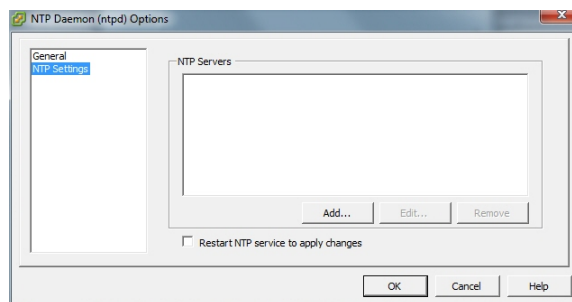 NTP Daemon (ntpd) Options
General
NTP Settings
NTP Servers
Add...
Edit...
Remove
Restart NTP service to apply changes
OK
Cancel
Help